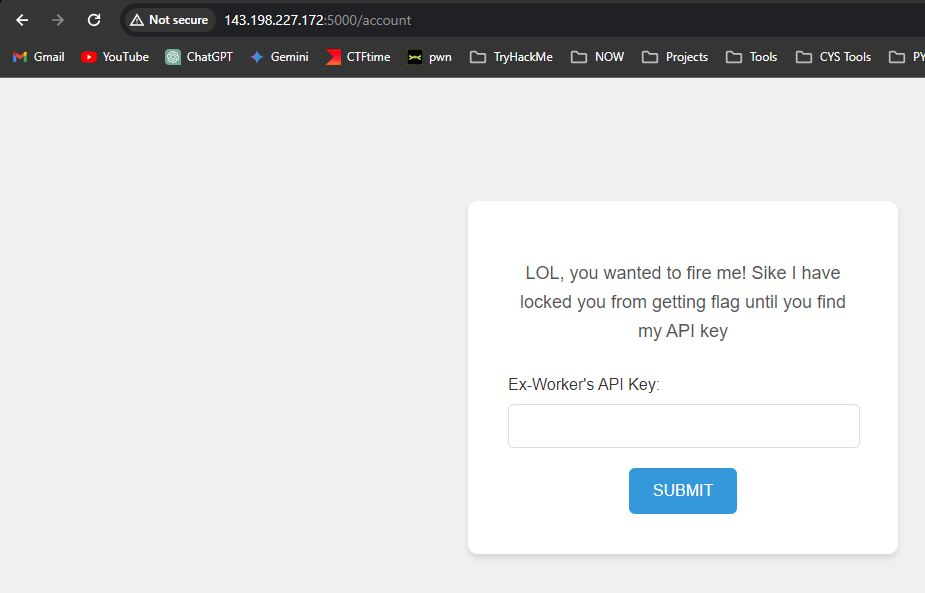 Not secure 143.198.227.172:5000/account
Gmail YouTube ChatGPT Gemini CTFtime pwn TryHackMe NOW Projects Tools CYS Tools PY
LOL, you wanted to fire me! Sike I have
locked you from getting flag until you find
my API key
Ex-Worker's API Key:
SUBMIT